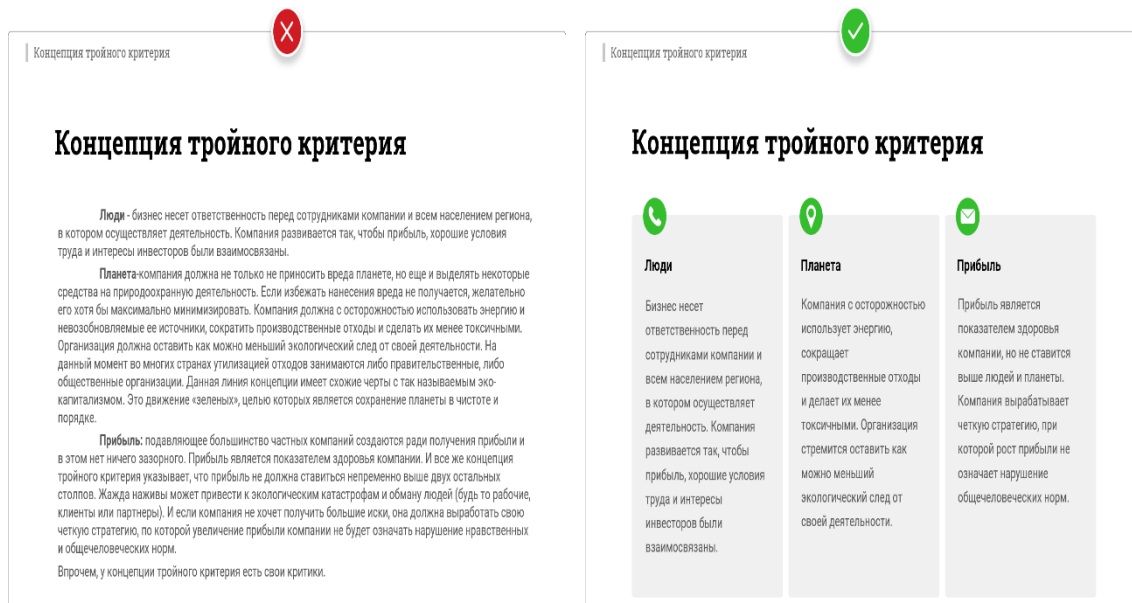 Концепция тройного критерия
Концепция тройного критерия
Люди - бизнес несет ответственность перед сотрудниками компании и всем населением региона,
в котором осуществляет деятельность. Компания развивается так, чтобы прибыль, хорошие условия
труда и интересы инвесторов были взаимосвязаны.
Планета-компания должна не только не приносить вреда планете, но еще и выделять некоторые
средства на природоохранную деятельность. Если избежать нанесения вреда не получается, желательно
его хотя бы максимально минимизировать. Компания должна с осторожностью использовать энергию и
невозобновляемые ее источники, сократить производственные отходы и сделать их менее токсичными.
Организация должна оставить как можно меньший экологический след от своей деятельности. На
данный момент во многих странах утилизацией отходов занимаются либо правительственные, либо
общественные организации. Данная линия концепции имеет схожие черты с так называемым эко-
капитализмом. Это движение «зеленых», целью которых является сохранение планеты в чистоте и
порядке.
Прибыль: подавляющее большинство частных компаний создаются ради получения прибыли и
в этом нет ничего зазорного. Прибыль является показателем здоровья компании. И все же концепция
тройного критерия указывает, что прибыль не должна ставиться непременно выше двух остальных
столпов. Жажда наживы может привести к экологическим катастрофам и обману людей (будь то рабочие,
клиенты или партнеры). И если компания не хочет получить большие иски, она должна выработать свою
четкую стратегию, по которой увеличение прибыли компании не будет означать нарушение нравственных
и общечеловеческих норм.
Впрочем, у концепции тройного критерия есть свои критики.
Концепция тройного критерия
Концепция тройного критерия
Люди
Бизнес несет
ответственность перед
сотрудниками компании и
всем населением региона,
в котором осуществляет
деятельность. Компания
развивается так, чтобы
прибыль, хорошие условия
труда и интересы
инвесторов были
взаимосвязаны.
Планета
Компания с осторожностью
использует энергию,
сокращает
производственные отходы
и делает их менее
токсичными. Организация
стремится оставить как
можно меньший
экологический след от
своей деятельности.
Прибыль
Прибыль является
показателем здоровья
компании, но не ставится
выше людей и планеты.
Компания вырабатывает
четкую стратегию, при
которой рост прибыли не
означает нарушение
общечеловеческих норм.